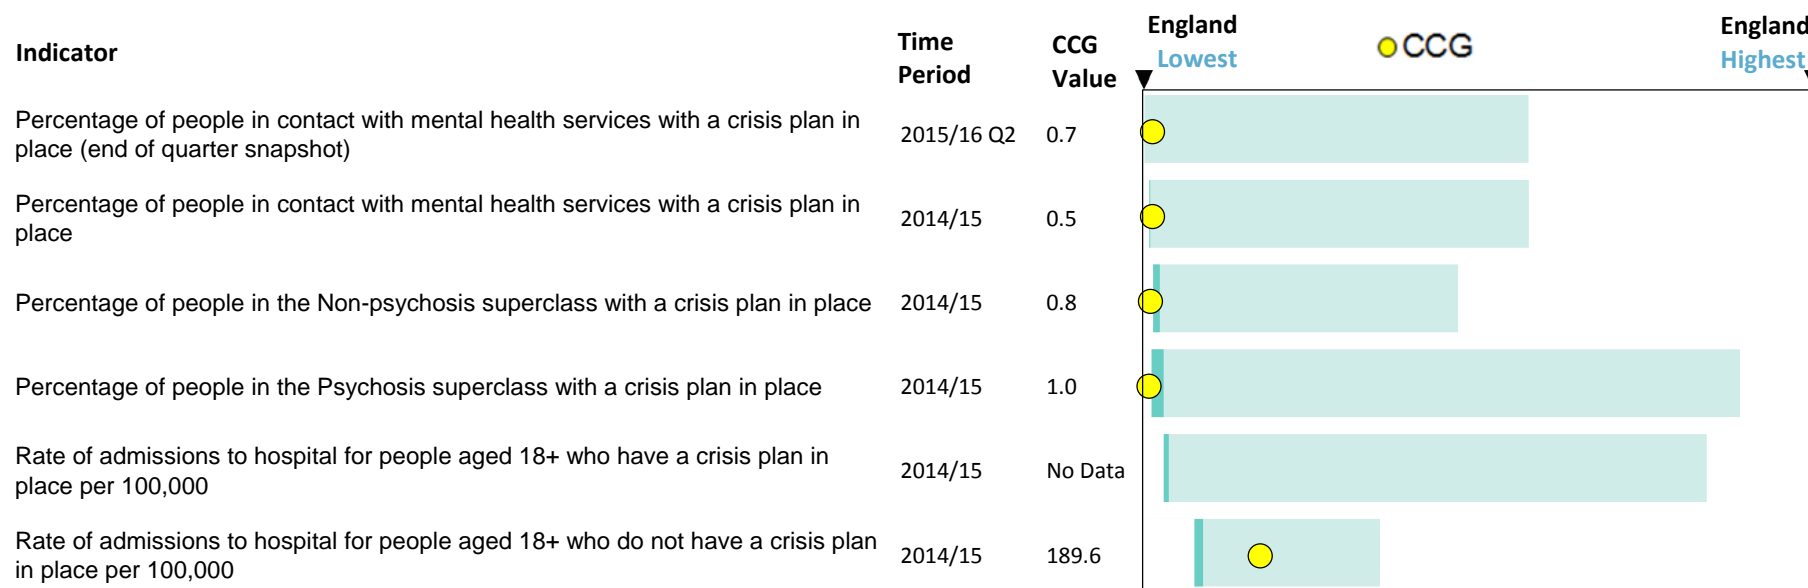 Indicator
Time
Period
CCG
Value
England
Lowest
CCG
England
Highest
Percentage of people in contact with mental health services with a crisis plan in
place (end of quarter snapshot)
2015/16 Q2
0.7
Percentage of people in contact with mental health services with a crisis plan in
place
2014/15
0.5
Percentage of people in the Non-psychosis superclass with a crisis plan in place
2014/15
0.8
Percentage of people in the Psychosis superclass with a crisis plan in place
2014/15
1.0
Rate of admissions to hospital for people aged 18+ who have a crisis plan in
place per 100,000
2014/15
No Data
Rate of admissions to hospital for people aged 18+ who do not have a crisis plan
in place per 100,000
2014/15
189.6